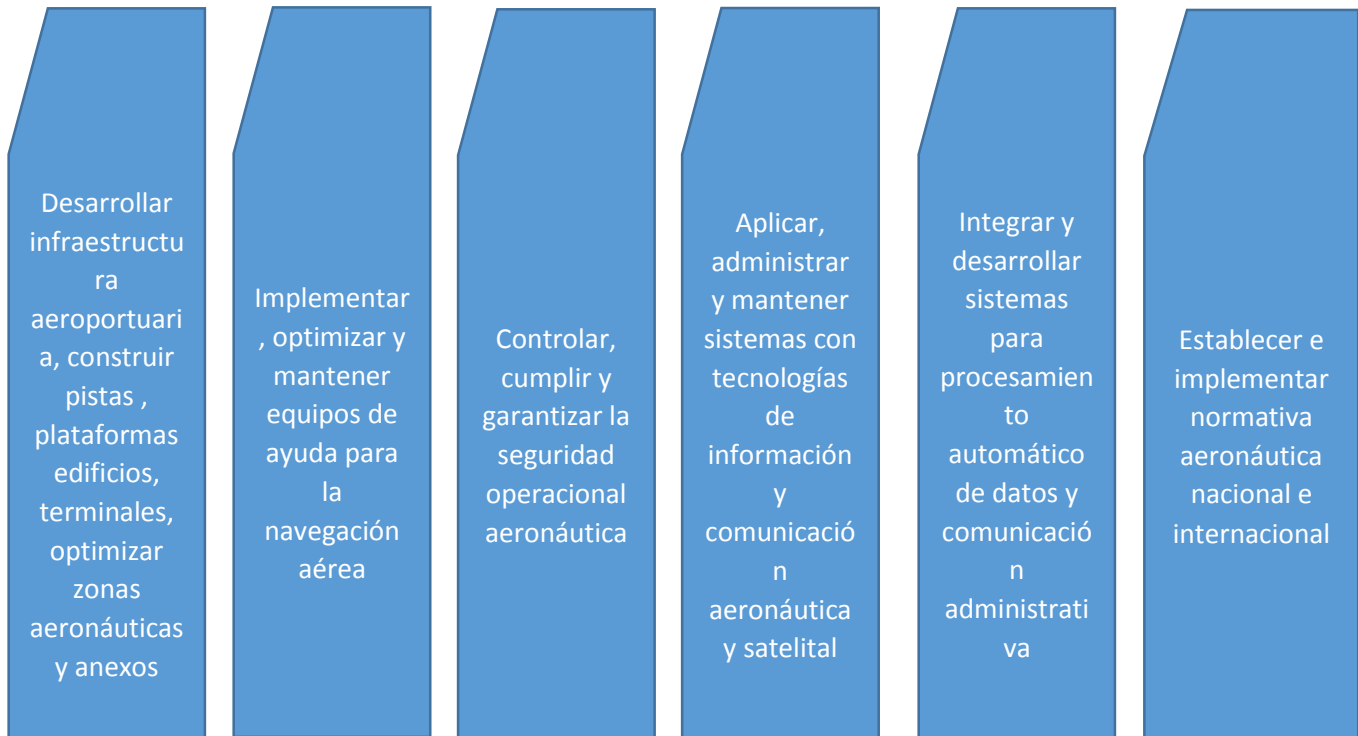 Desarrollar
infraestructu
ra
aeroportuari
a, construir
pistas ,
plataformas
edificios,
terminales,
optimizar
zonas
aeronáuticas
y anexos
Implementar
, optimizar y
mantener
equipos de
ayuda para
la
navegación
aérea
Controlar,
cumplir y
garantizar la
seguridad
operacional
aeronáutica
Aplicar,
administrar
y mantener
sistemas con
tecnologías
de
información
y
comunicació
n
aeronáutica
y satelital
Integrar y
desarrollar
sistemas
para
procesamien
to
automático
de datos y
comunicació
n
administrati
va
Establecer e
implementar
normativa
aeronáutica
nacional e
internacional